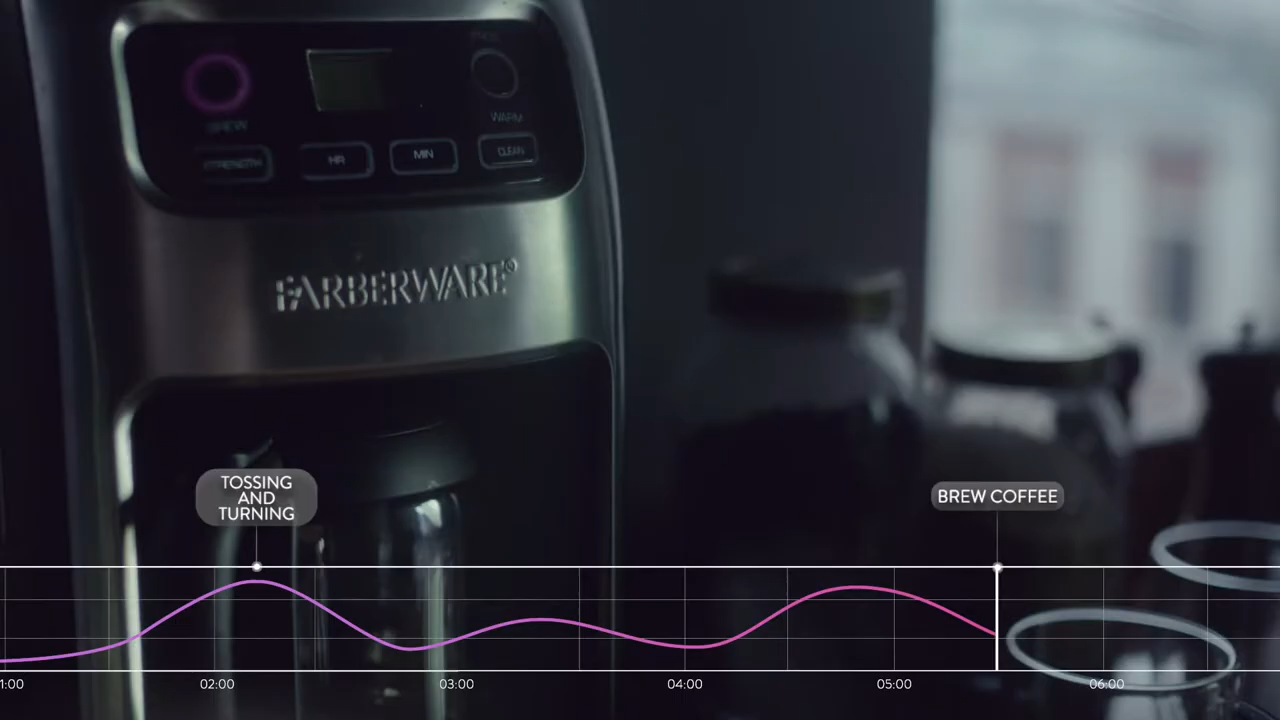 BREW
WARM
STRENGTH
HR
MIN
CLEAN
FARBERWARE®
TOSSING
AND
TURNING
BREW COFFEE
1:00
02:00
03:00
04:00
05:00
06:00